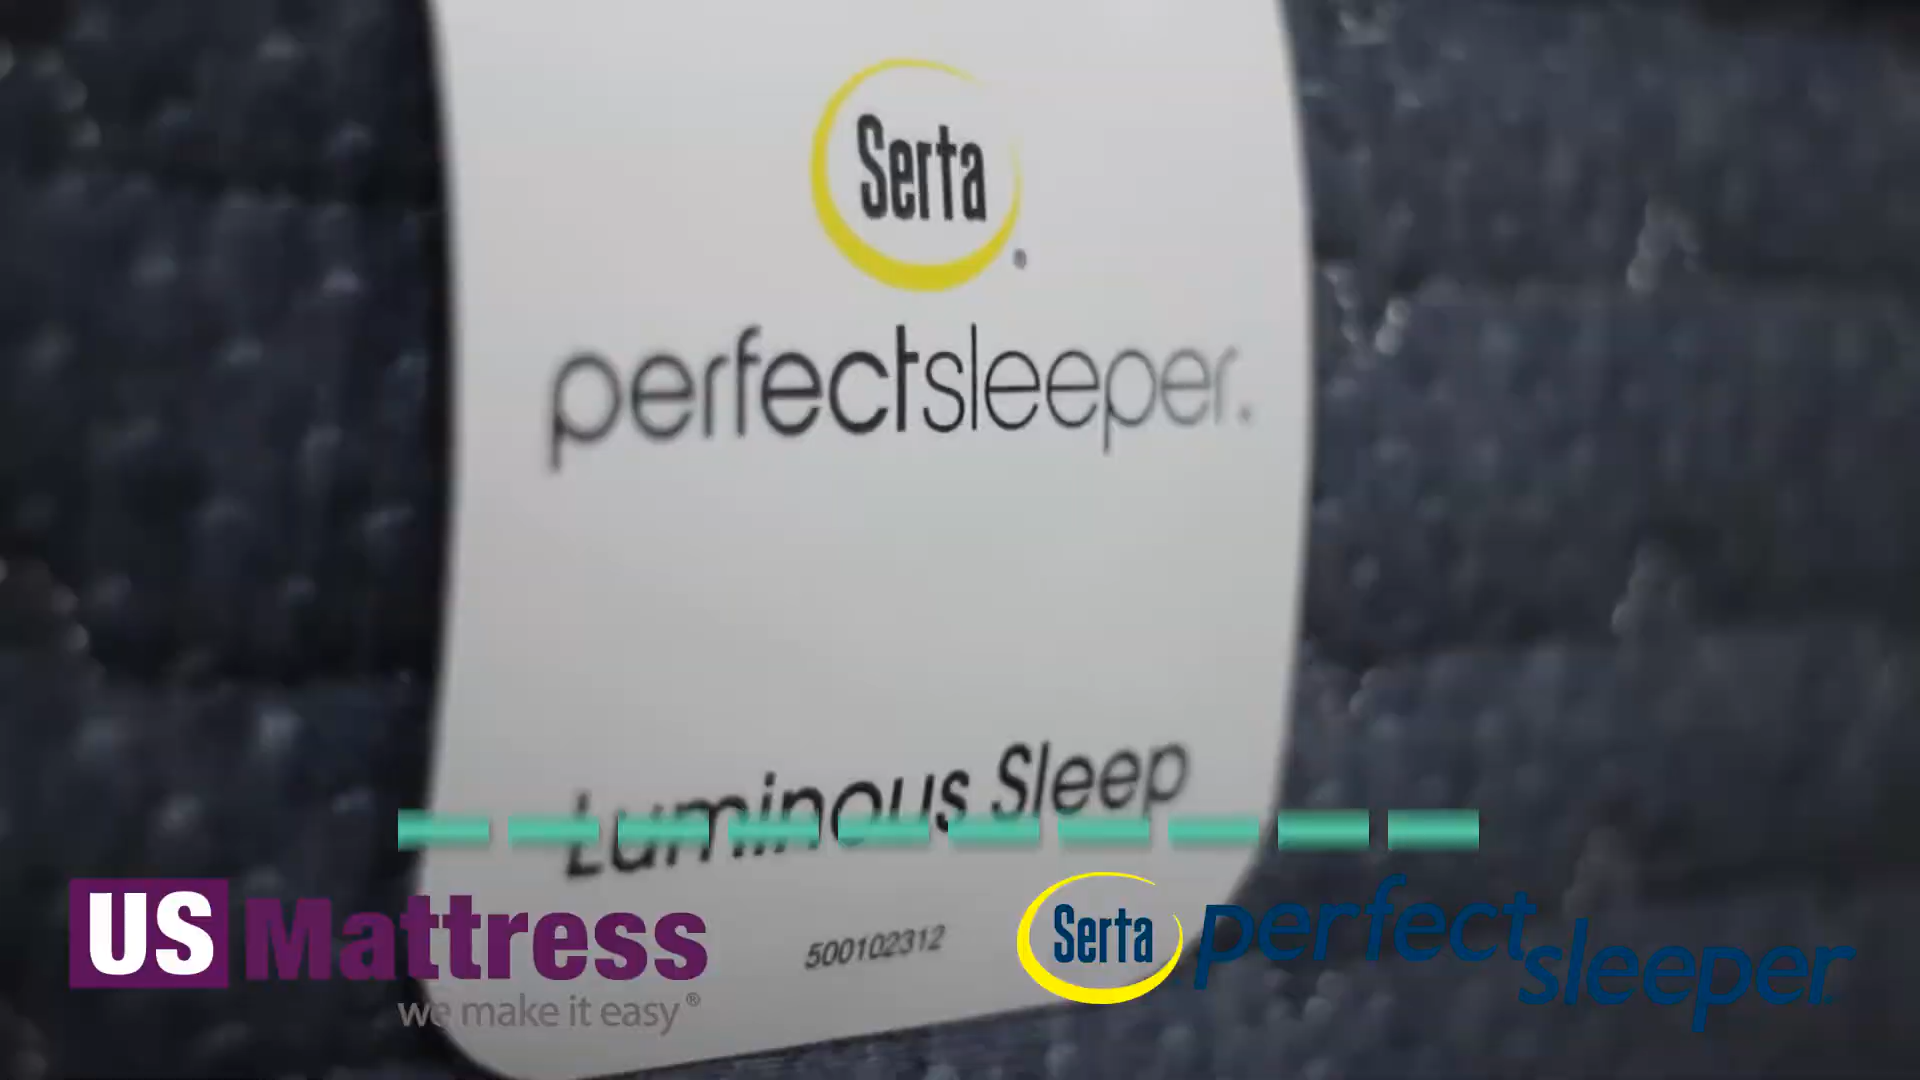 Serta®
perfectsleeper.
Luminous Sleep
500102312
US Mattress
we make it easy®
Serta perfect sleeper